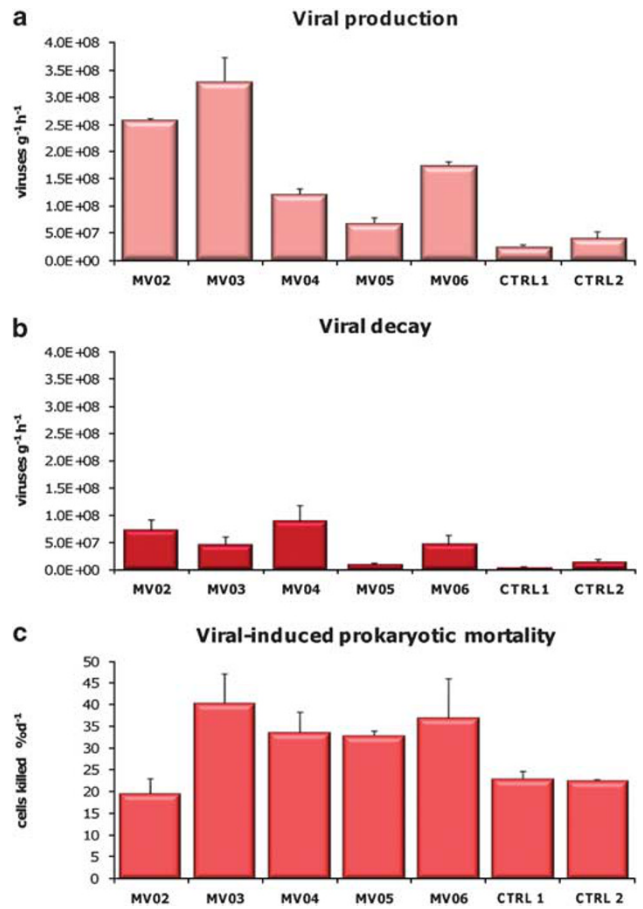 a
Viral production
4.0E+08
3.5E+08
3.0E+08
2.5E+08
2.0E+08
1.5E+08
1.0E+08
5.0E+07
0.0E+00
viruses g⁻¹h⁻¹
MV02 MV03 MV04 MV05 MV06 CTRL1 CTRL2
b
Viral decay
4.0E+08
3.5E+08
3.0E+08
2.5E+08
2.0E+08
1.5E+08
1.0E+08
5.0E+07
0.0E+00
viruses g⁻¹h⁻¹
MV02 MV03 MV04 MV05 MV06 CTRL1 CTRL2
c
Viral-induced prokaryotic mortality
50
45
40
35
30
25
20
15
10
5
0
cells killed %d⁻¹
MV02 MV03 MV04 MV05 MV06 CTRL 1 CTRL 2